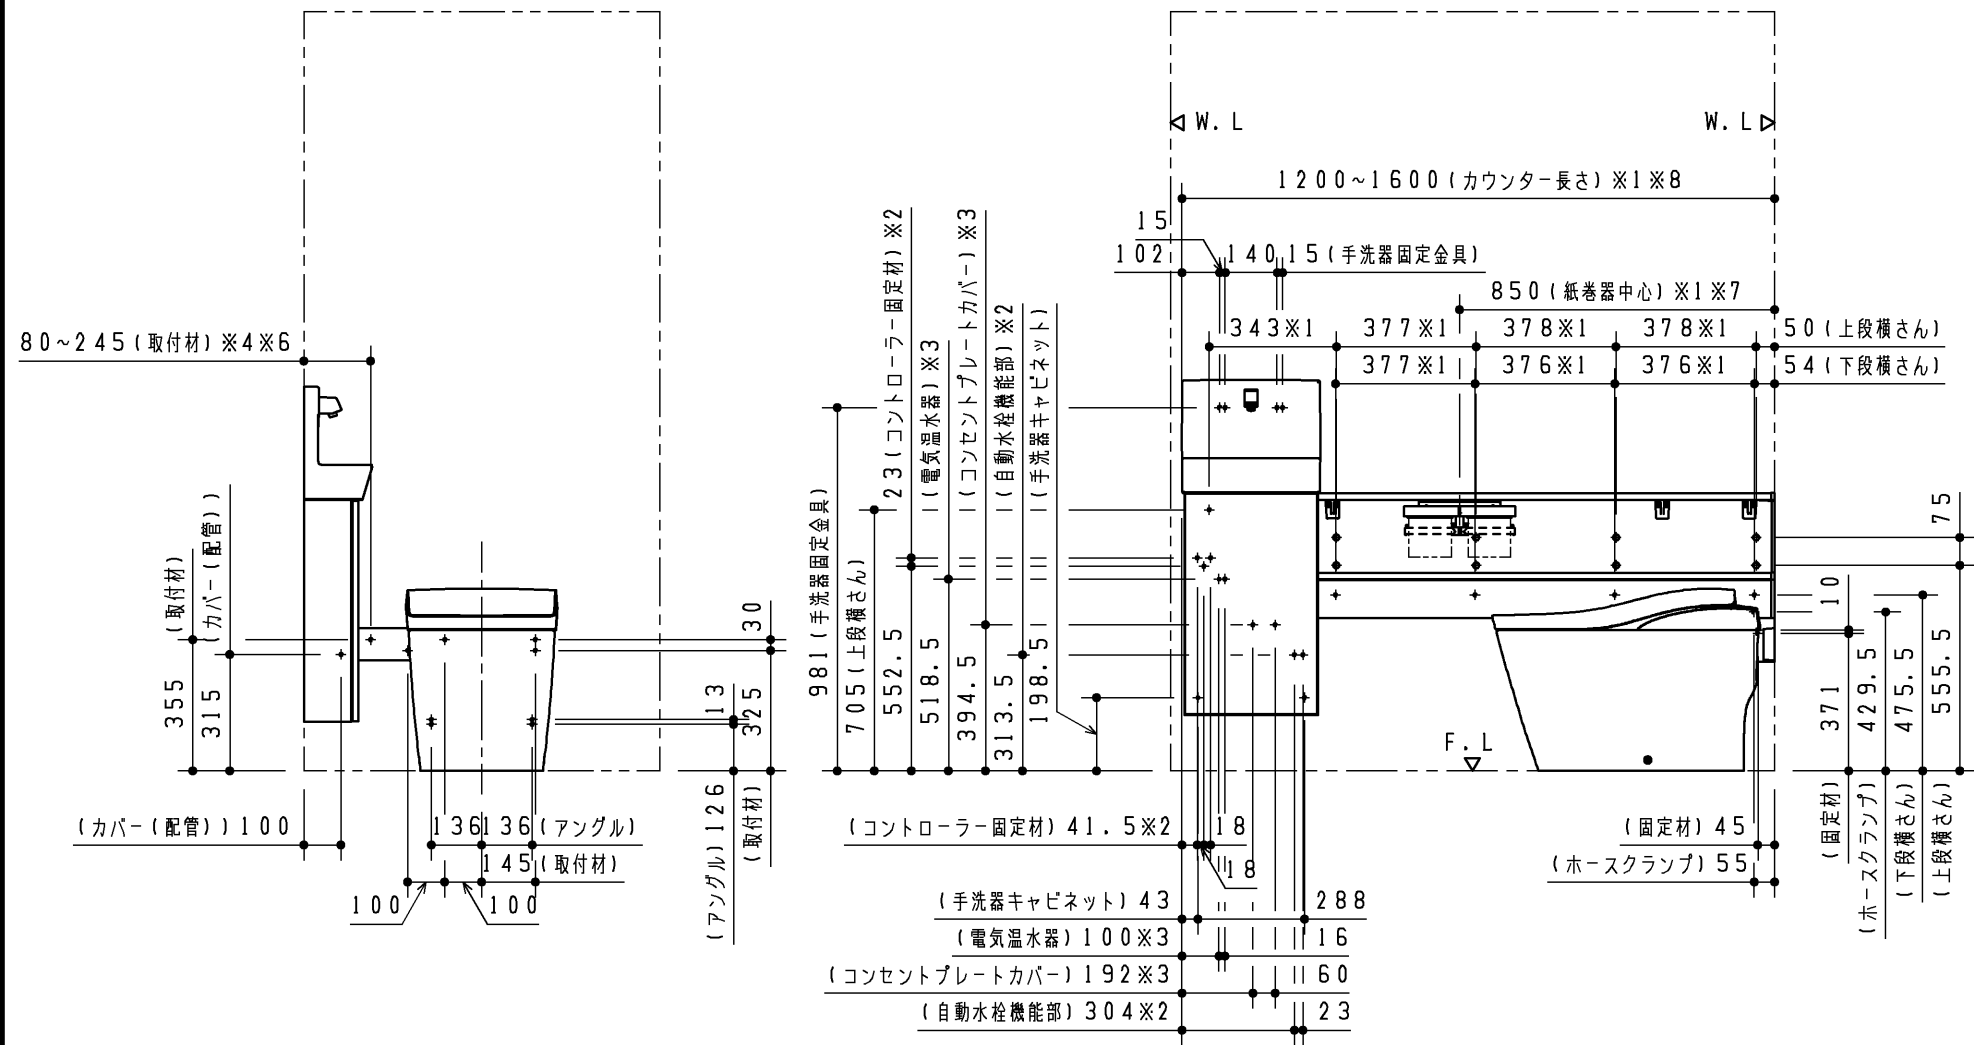 W.L
W.L
1200~1600(カウンター長さ)※1※8
15
102
140
15(手洗器固定金具)
850(紙巻器中心)※1※7
343※1
377※1
378※1
378※1
50(上段横さん)
377※1
376※1
376※1
54(下段横さん)
80~245(取付材)※4※6
355
(取付材)
315
(カバー(配管))
30
13
325
(取付材)
(アングル)126
(カバー(配管))100
136
136(アングル)
145(取付材)
100
100
981(手洗器固定金具)
705(上段横さん)
23(コントローラー固定材)※2
552.5
(電気温水器)※3
518.5
(コンセントプレートカバー)※3
394.5
(自動水栓機能部)※2
313.5
(手洗器キャビネット)
198.5
F.L
75
10
371
(固定材)
429.5
(ホースクランプ)
475.5
(下段横さん)
555.5
(上段横さん)
(コントローラー固定材)41.5※2
18
18
(固定材)45
(ホースクランプ)55
(手洗器キャビネット)43
288
(電気温水器)100※3
16
(コンセントプレートカバー)192※3
60
(自動水栓機能部)304※2
23